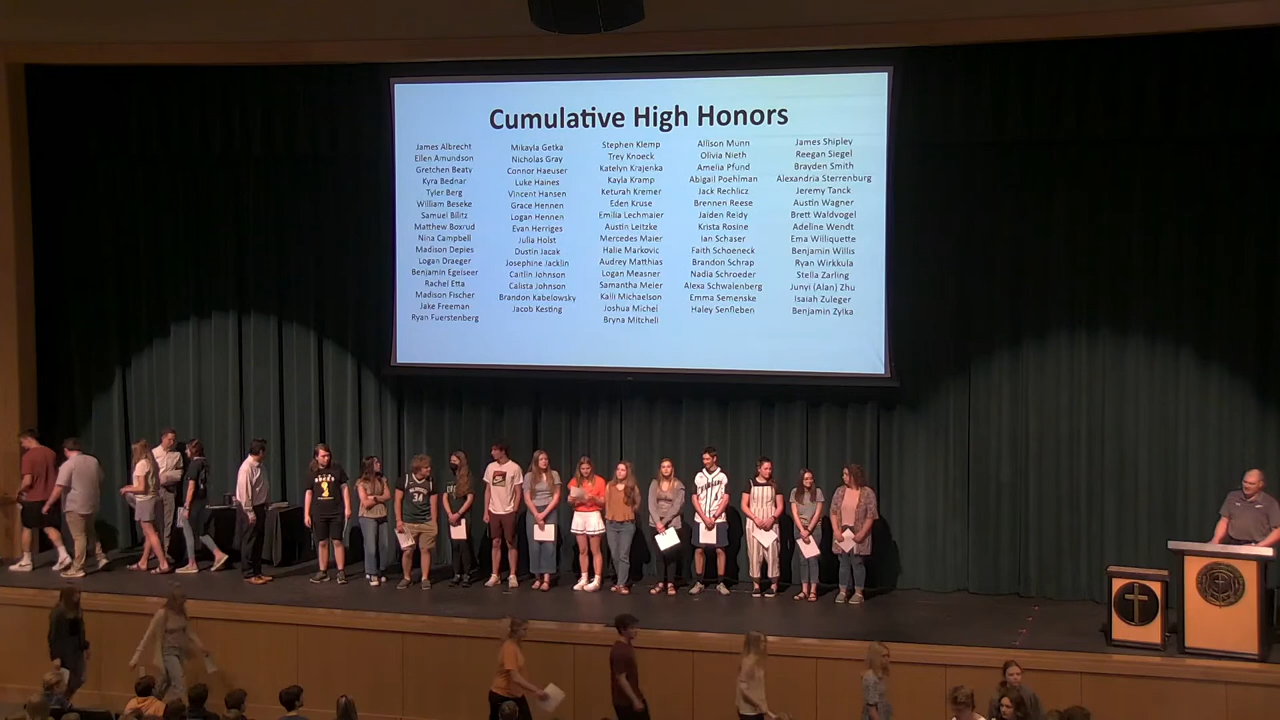 Cumulative High Honors
James Albrecht
Ellen Amundson
Gretchen Beaty
Kyra Bednar
Tyler Berg
William Beseke
Samuel Bilitz
Matthew Boxrud
Nina Campbell
Madison Depies
Logan Draeger
Benjamin Egelseer
Rachel Etta
Madison Fischer
Jake Freeman
Ryan Fuerstenberg
Mikayla Getka
Nicholas Gray
Connor Haeuser
Luke Haines
Vincent Hansen
Grace Hennen
Logan Hennen
Evan Herriges
Julia Holst
Dustin Jacak
Josephine Jacklin
Caitlin Johnson
Calista Johnson
Brandon Kabelowsky
Jacob Kesting
Stephen Klemp
Trey Knoeck
Katelyn Krajenka
Kayla Kramp
Keturah Kremer
Eden Kruse
Emilia Lechmaier
Austin Leitzke
Mercedes Maier
Halie Markovic
Audrey Matthias
Logan Measner
Samantha Meier
Kalli Michaelson
Joshua Michel
Bryna Mitchell
Allison Munn
Olivia Nieth
Amelia Pfund
Abigail Poehlman
Jack Rechlicz
Brennen Reese
Jaiden Reidy
Krista Rosine
Ian Schaser
Faith Schoeneck
Brandon Schrap
Nadia Schroeder
Alexa Schwalenberg
Emma Semenske
Haley Senfleben
James Shipley
Reegan Siegel
Brayden Smith
Alexandria Sterrenburg
Jeremy Tanck
Austin Wagner
Brett Waldvogel
Adeline Wendt
Ema Williquette
Benjamin Willis
Ryan Wirkkula
Stella Zarling
Junyi (Alan) Zhu
Isaiah Zuleger
Benjamin Zylka
34